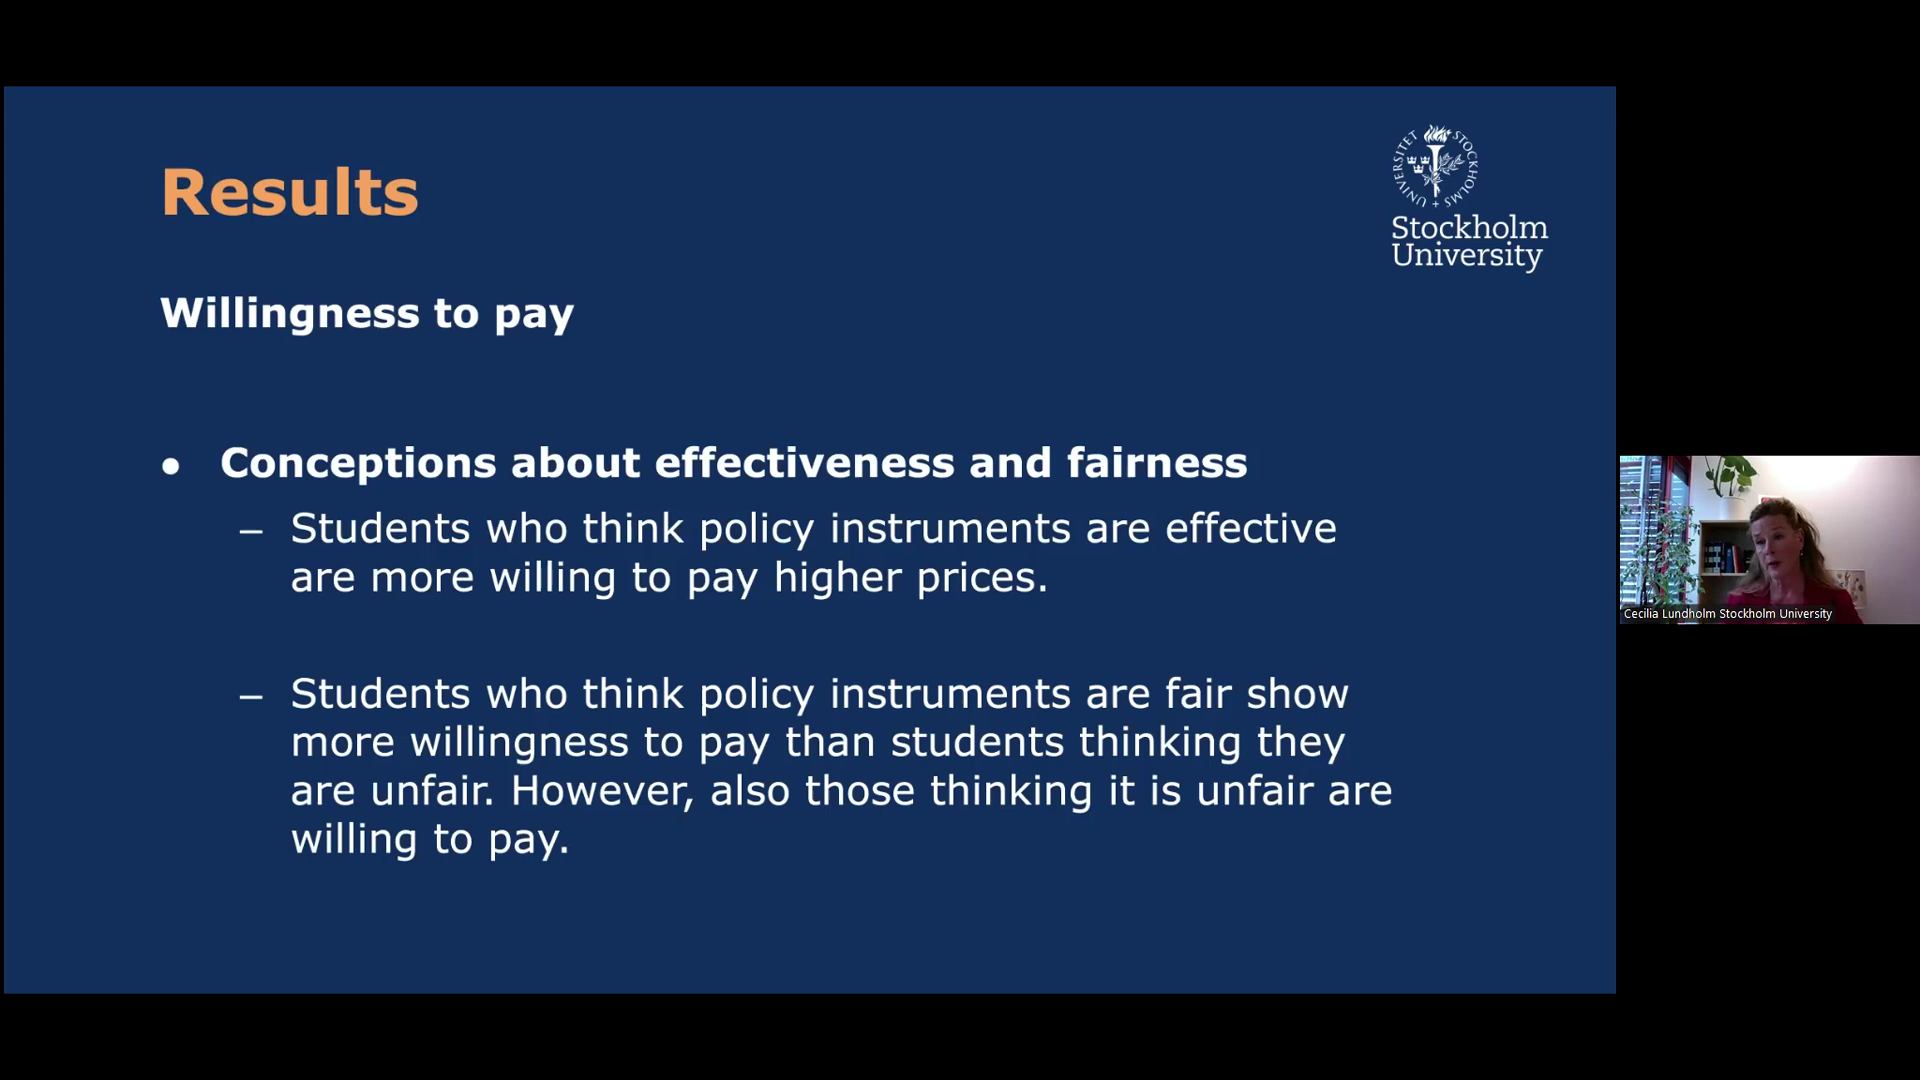 Results
UNIVERSITET STOCKHOLMS +
Stockholm
University
Willingness to pay
● Conceptions about effectiveness and fairness
– Students who think policy instruments are effective
are more willing to pay higher prices.
– Students who think policy instruments are fair show
more willingness to pay than students thinking they
are unfair. However, also those thinking it is unfair are
willing to pay.
Cecilia Lundholm Stockholm University